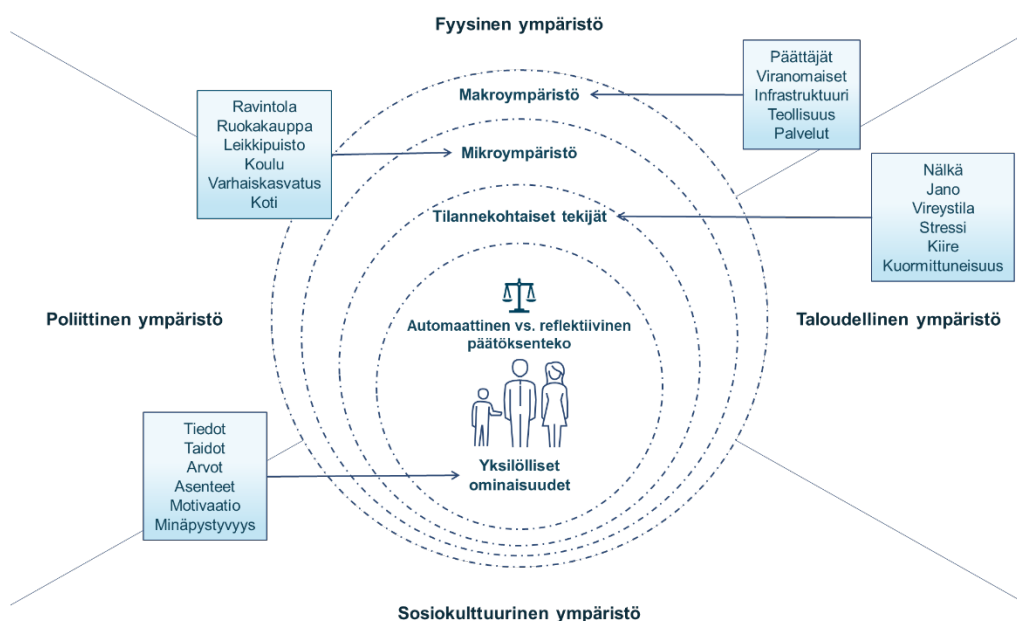 Fyysinen ympäristö
Päättäjät
Viranomaiset
Infrastruktuuri
Teollisuus
Palvelut
Makroympäristö
Ravintola
Ruokakauppa
Leikkipuisto
Koulu
Varhaiskasvatus
Koti
Mikroympäristö
Nälkä
Jano
Vireystila
Stressi
Kiire
Kuormittuneisuus
Tilannekohtaiset tekijät
Poliittinen ympäristö
Automaattinen vs. reflektiivinen
päätöksenteko
Taloudellinen ympäristö
Tiedot
Taidot
Arvot
Asenteet
Motivaatio
Minäpystyvyys
Yksilölliset
ominaisuudet
Sosiokulttuurinen ympäristö